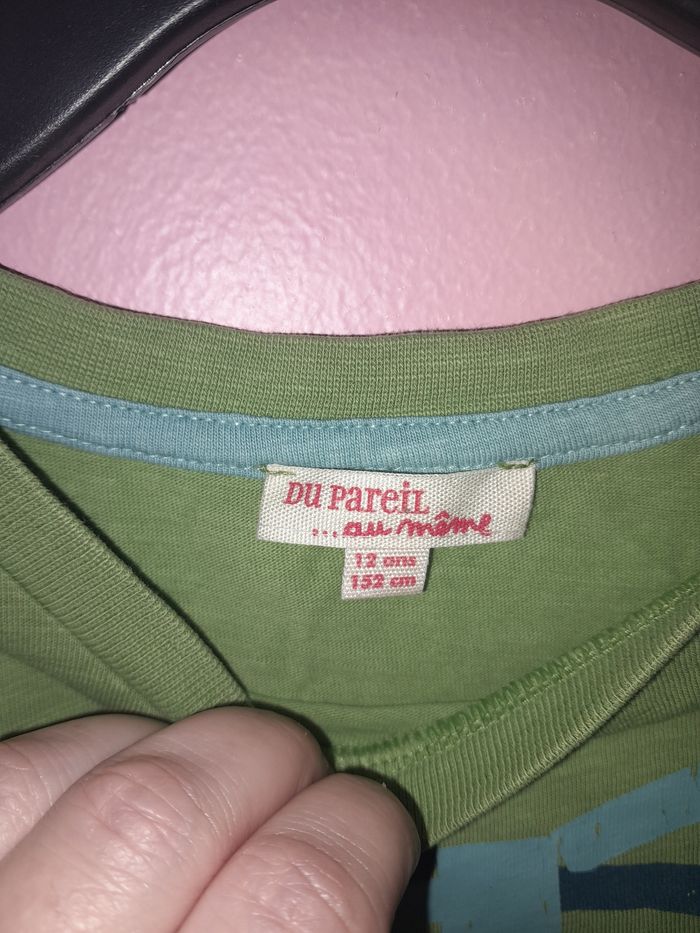 DU PareiL
...au même
12 ans
152 cm